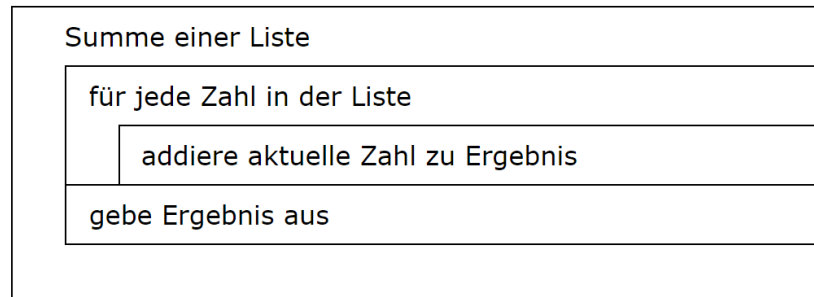 Summe einer Liste
für jede Zahl in der Liste
addiere aktuelle Zahl zu Ergebnis
gebe Ergebnis aus